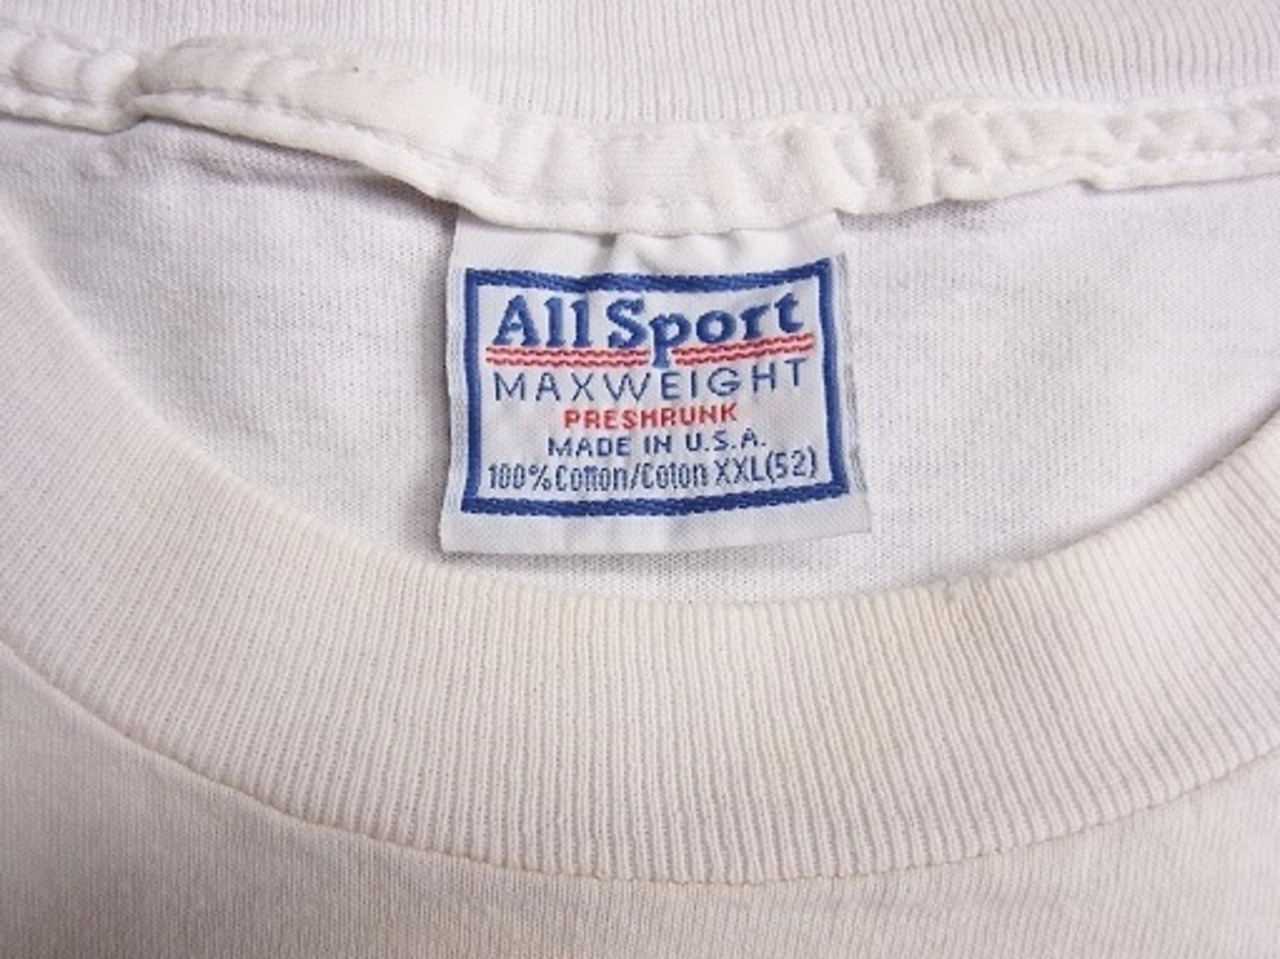 All Sport
MAXWEIGHT
PRESHRUNK
MADE IN U.S.A.
100% Cotton/Coton XXL(52)